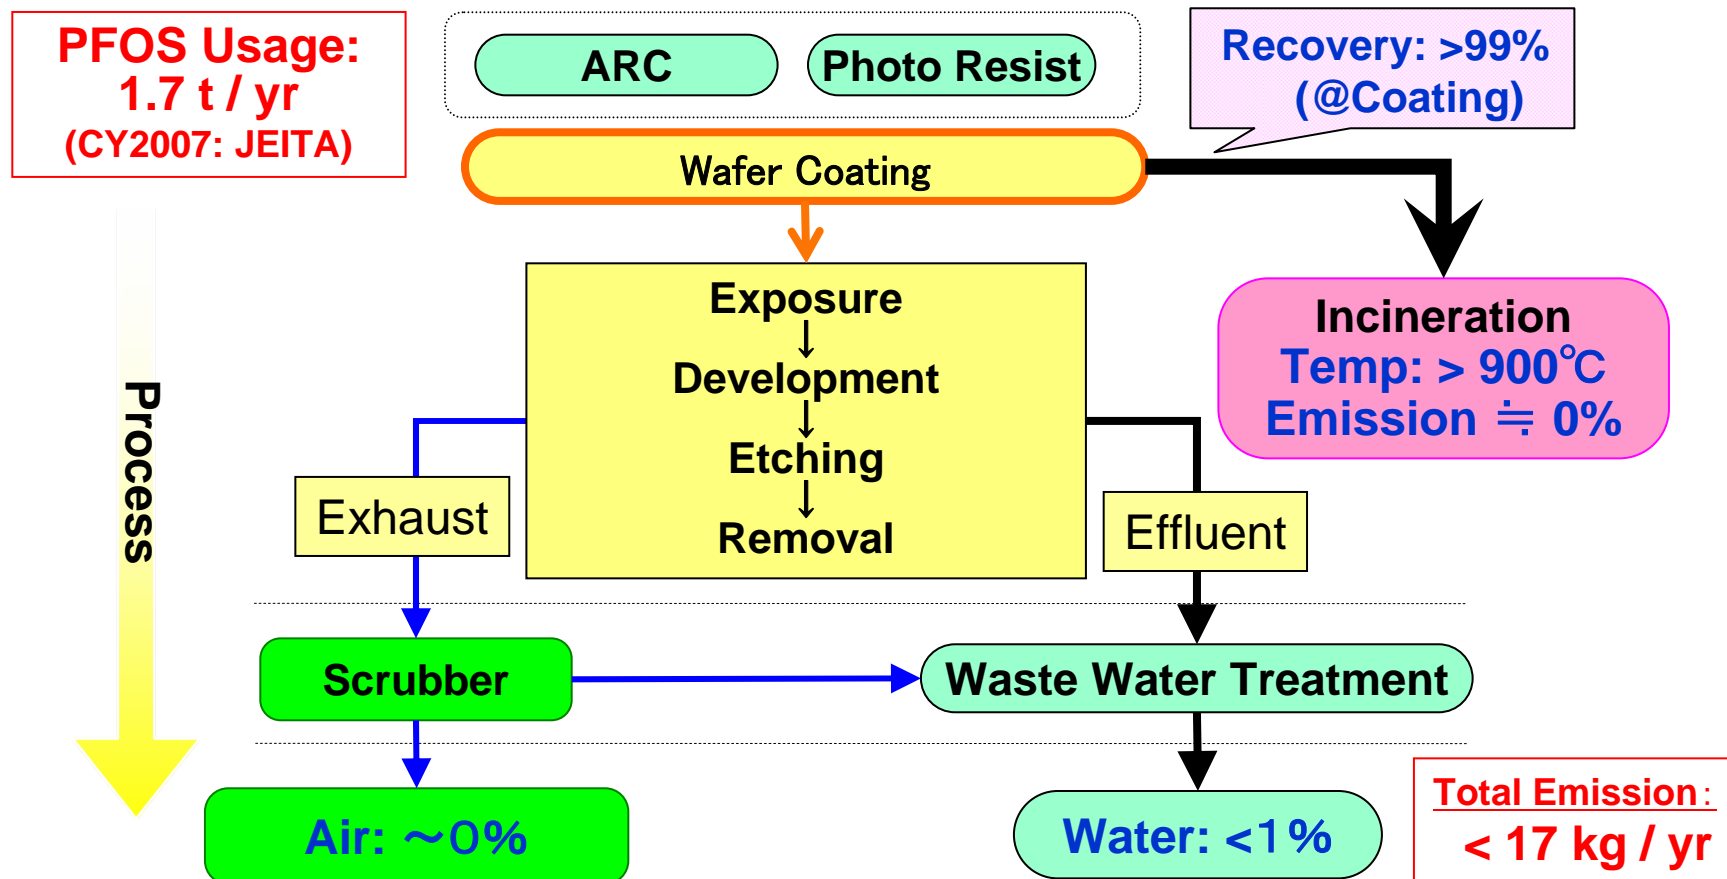 PFOS Usage:
1.7 t / yr
(CY2007: JEITA)
ARC
Photo Resist
Recovery: >99%
(@Coating)
Wafer Coating
Process
Exposure
Development
Etching
Removal
Incineration
Temp: > 900℃
Emission ≒ 0%
Exhaust
Effluent
Scrubber
Waste Water Treatment
Air: ～0%
Water: <1%
Total Emission:
< 17 kg / yr